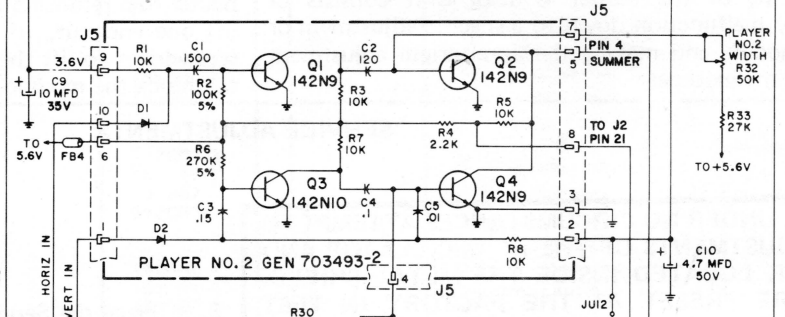 J5
J5
3.6V
9
R1
10K
C1
1500
C9
10 MFD
35V
+
Q1
142N9
R2
100K
5%
C2
120
Q2
142N9
R3
10K
7
PIN 4
5
SUMMER
PLAYER
NO.2
WIDTH
R32
50K
10
D1
R5
10K
R4
2.2K
8
TO J2
PIN 21
R33
27K
TO
5.6V
FB4
6
R6
270K
5%
R7
10K
TO+5.6V
Q3
142N10
Q4
142N9
C3
.15
C4
.1
C5
.01
3
1
D2
2
R8
10K
PLAYER NO. 2 GEN 703493-2
4
J5
HORIZ IN
VERT IN
+
C10
4.7 MFD
50V
JU12
R30